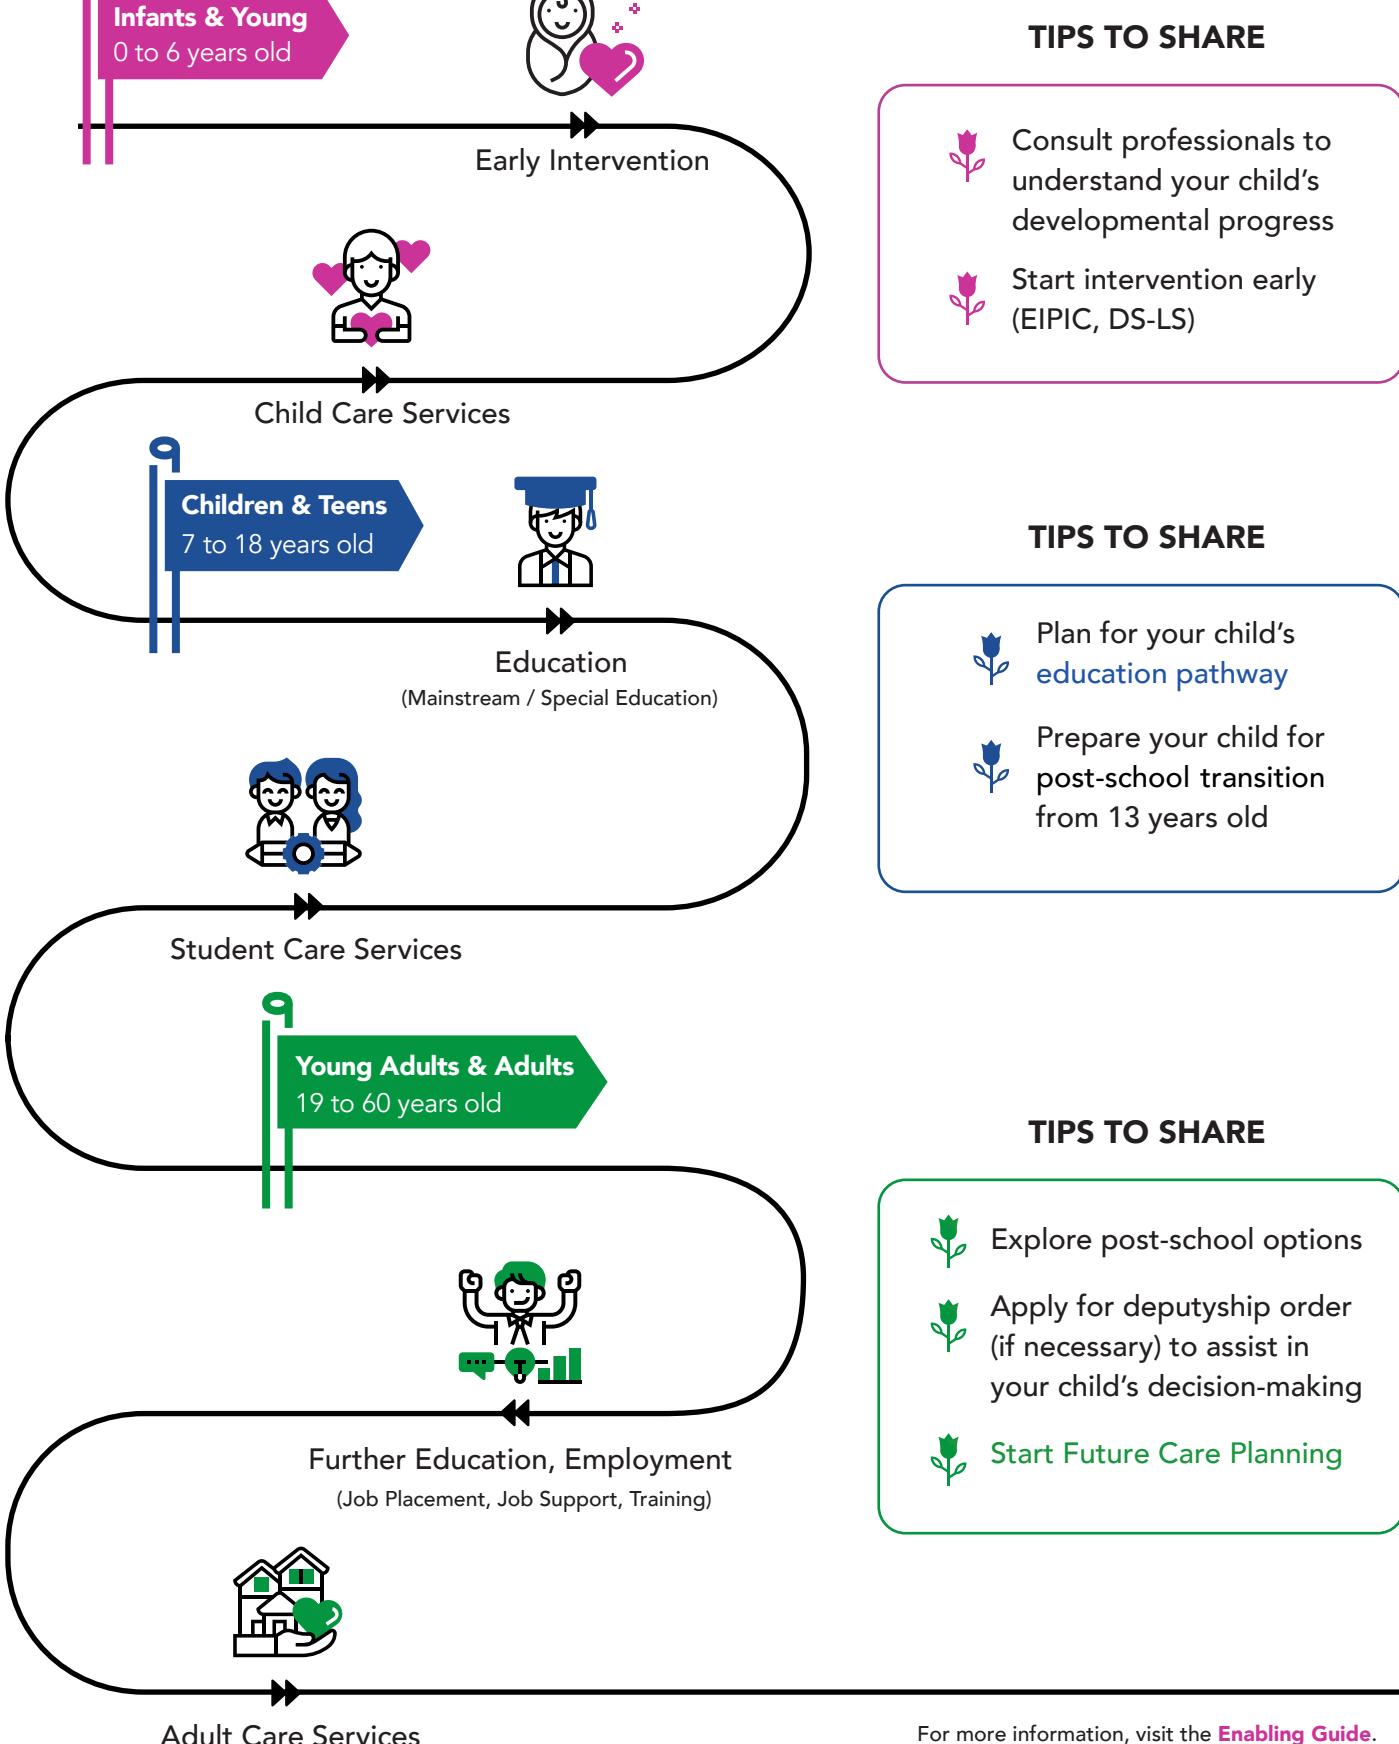 Infants & Young
0 to 6 years old
Early Intervention
Child Care Services
TIPS TO SHARE
Consult professionals to
understand your child's
developmental progress
Start intervention early
(EIPIC, DS-LS)
Children & Teens
7 to 18 years old
Education
(Mainstream / Special Education)
Student Care Services
TIPS TO SHARE
Plan for your child's
education pathway
Prepare your child for
post-school transition
from 13 years old
Young Adults & Adults
19 to 60 years old
Further Education, Employment
(Job Placement, Job Support, Training)
Adult Care Services
TIPS TO SHARE
Explore post-school options
Apply for deputyship order
(if necessary) to assist in
your child's decision-making
Start Future Care Planning
For more information, visit the Enabling Guide.